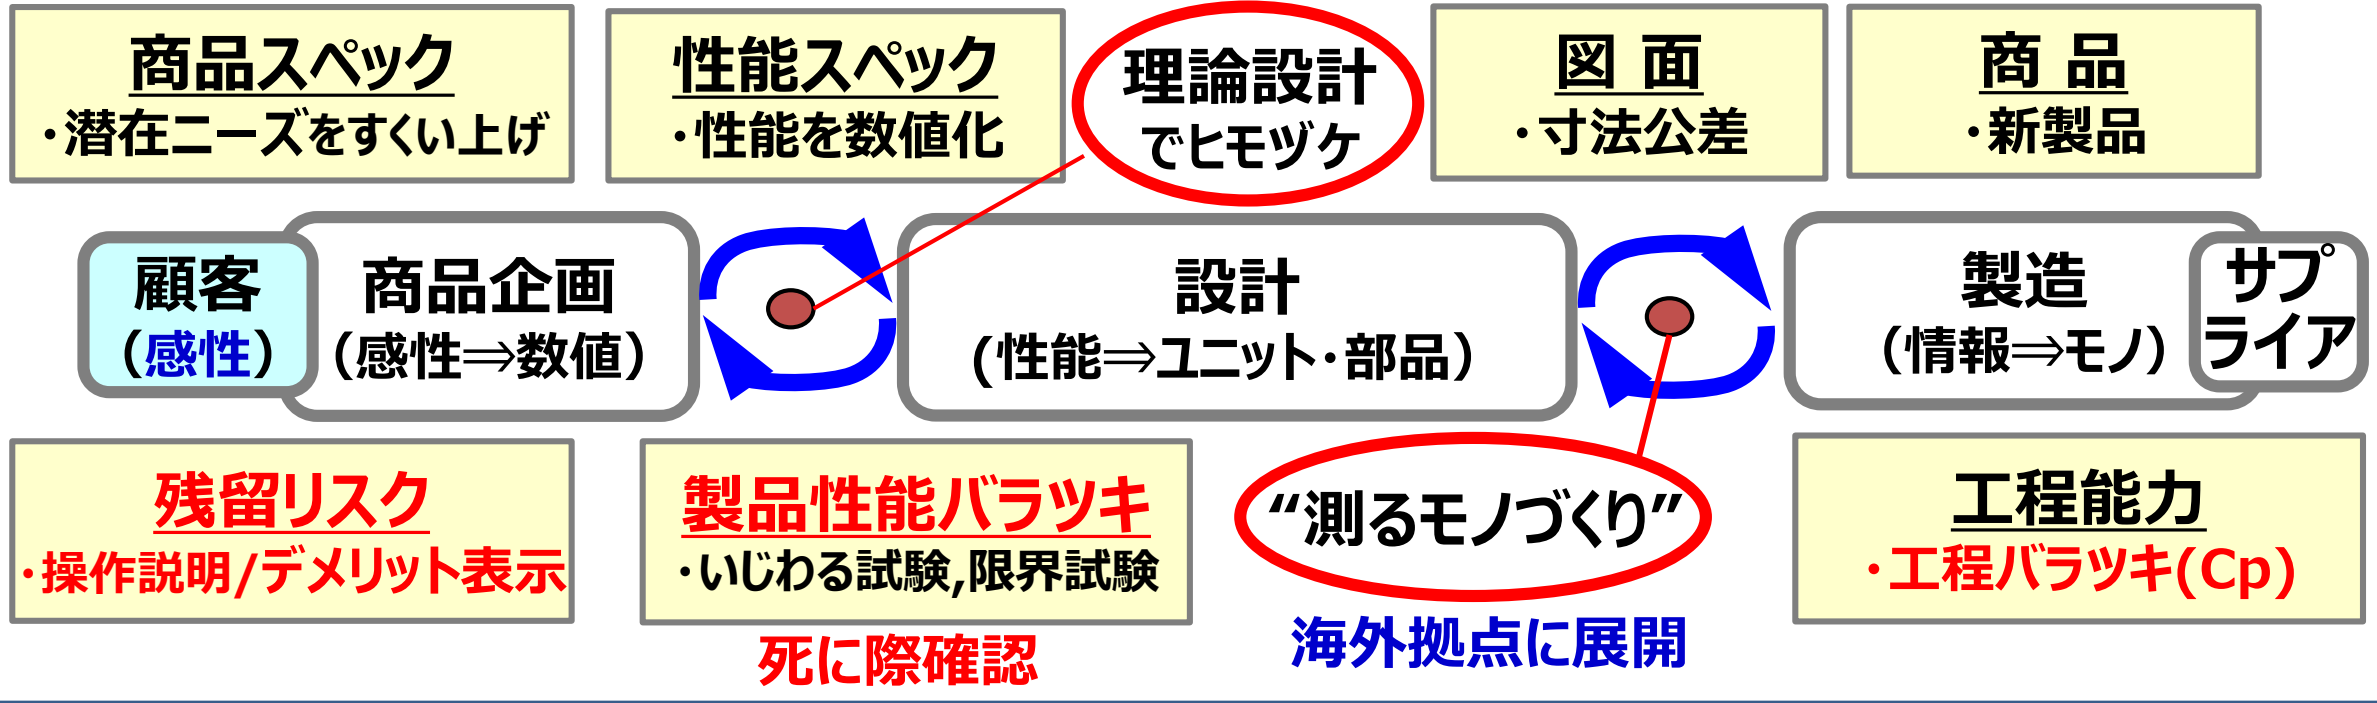 商品スペック
・潜在ニーズをすくい上げ
性能スペック
・性能を数値化
理論設計
でヒモヅケ
図 面
・寸法公差
商 品
・新製品
顧客
（感性）
商品企画
（感性⇒数値）
設計
(性能⇒ユニット・部品）
製造
（情報⇒モノ）
サプ
ライア
残留リスク
・操作説明/デメリット表示
製品性能バラツキ
・いじわる試験,限界試験
死に際確認
“測るモノづくり”
海外拠点に展開
工程能力
・工程バラツキ(Cp)